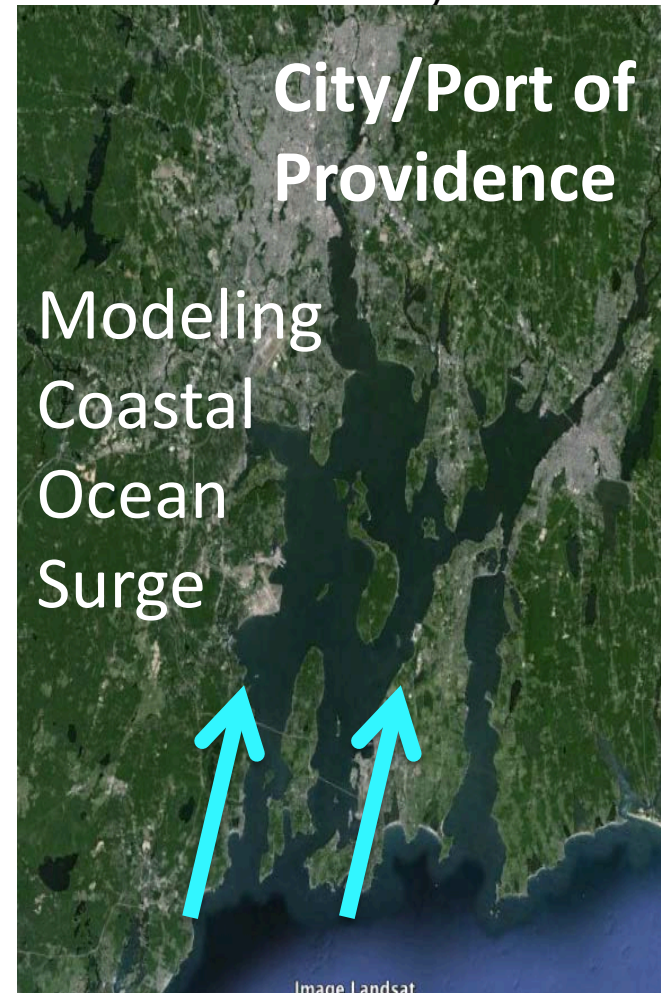 City/Port of
Providence
Modeling
Coastal
Ocean
Surge
Image Landsat